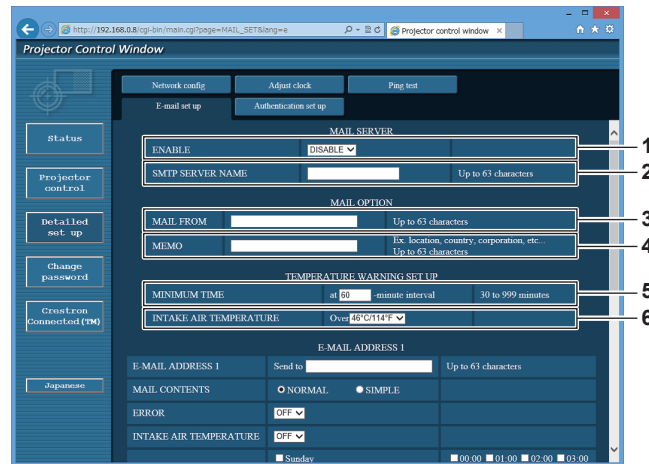 http://192.168.0.8/cgi-bin/main.cgi?page=MAIL_SET&lang=e
Projector control window
Projector Control Window
Network config
Adjust clock
Ping test
E-mail set up
Authentication set up
Status
Projector
control
Detailed
set up
Change
password
Crestron
Connected(TM)
Japanese
MAIL SERVER
ENABLE DISABLE 1
SMTP SERVER NAME Up to 63 characters 2
MAIL OPTION
MAIL FROM Up to 63 characters 3
MEMO Ex. location, country, corporation, etc...
Up to 63 characters 4
TEMPERATURE WARNING SET UP
MINIMUM TIME at 60 -minute interval 30 to 999 minutes 5
INTAKE AIR TEMPERATURE Over 46°C/114°F 6
E-MAIL ADDRESS 1
E-MAIL ADDRESS 1 Send to Up to 63 characters
MAIL CONTENTS NORMAL SIMPLE
ERROR OFF
INTAKE AIR TEMPERATURE OFF
Sunday 00:00 01:00 02:00 03:00